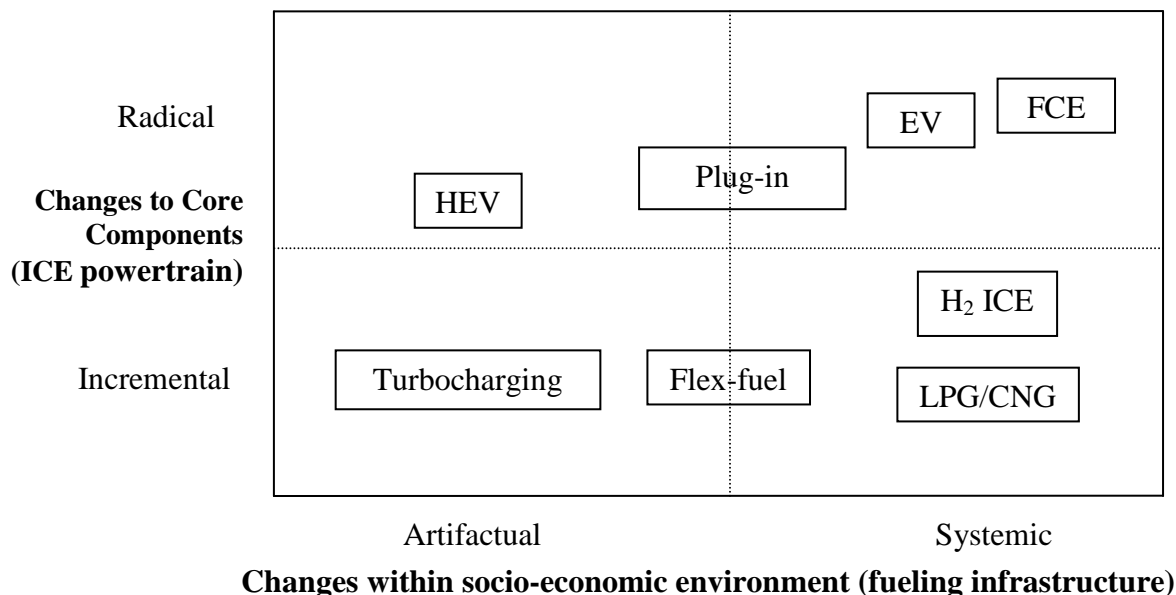 FCE
EV
Radical
Plug-in
HEV
Changes to Core
Components
(ICE powertrain)
H₂ ICE
Incremental
Turbocharging
Flex-fuel
LPG/CNG
Artifactual
Systemic
Changes within socio-economic environment (fueling infrastructure)